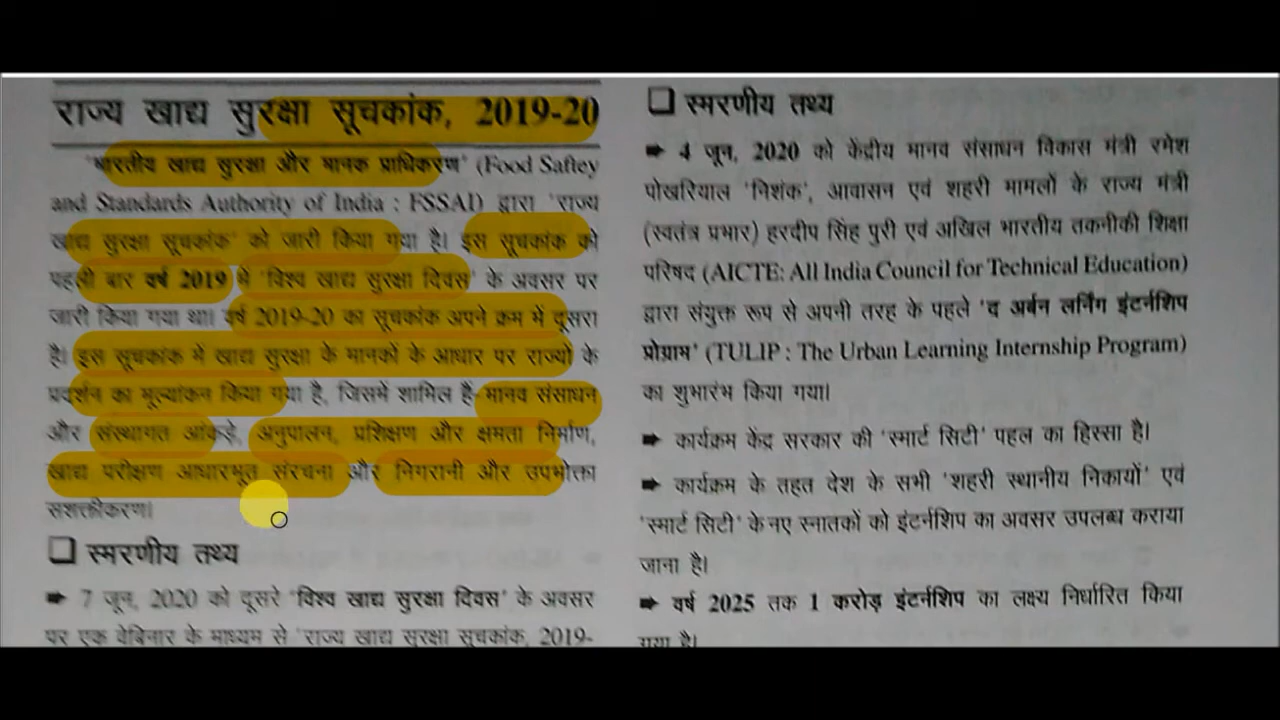 राज्य खाद्य सुरक्षा सूचकांक, 2019-20
'भारतीय खाद्य सुरक्षा और मानक प्राधिकरण' (Food Saftey
and Standards Authority of India : FSSAI) द्वारा 'राज्य
खाद्य सुरक्षा सूचकांक' को जारी किया गया है। इस सूचकांक को
पहली बार वर्ष 2019 में 'विश्व खाद्य सुरक्षा दिवस' के अवसर पर
जारी किया गया था। वर्ष 2019-20 का सूचकांक अपने क्रम में दूसरा
है। इस सूचकांक में खाद्य सुरक्षा के मानकों के आधार पर राज्यों के
प्रदर्शन का मूल्यांकन किया गया है, जिसमें शामिल हैं-मानव संसाधन
और संस्थागत आंकड़े, अनुपालन, प्रशिक्षण और क्षमता निर्माण,
खाद्य परीक्षण आधारभूत संरचना और निगरानी और उपभोक्ता
सशक्तीकरण।
❑ स्मरणीय तथ्य
➡ 7 जून, 2020 को दूसरे 'विश्व खाद्य सुरक्षा दिवस' के अवसर
पर एक वेबिनार के माध्यम से 'राज्य खाद्य सुरक्षा सूचकांक, 2019-
❑ स्मरणीय तथ्य
➡ 4 जून, 2020 को केंद्रीय मानव संसाधन विकास मंत्री रमेश
पोखरियाल 'निशंक', आवासन एवं शहरी मामलों के राज्य मंत्री
(स्वतंत्र प्रभार) हरदीप सिंह पुरी एवं अखिल भारतीय तकनीकी शिक्षा
परिषद (AICTE: All India Council for Technical Education)
द्वारा संयुक्त रूप से अपनी तरह के पहले 'द अर्बन लर्निंग इंटर्नशिप
प्रोग्राम' (TULIP : The Urban Learning Internship Program)
का शुभारंभ किया गया।
➡ कार्यक्रम केंद्र सरकार की 'स्मार्ट सिटी' पहल का हिस्सा है।
➡ कार्यक्रम के तहत देश के सभी 'शहरी स्थानीय निकायों' एवं
'स्मार्ट सिटी' के नए स्नातकों को इंटर्नशिप का अवसर उपलब्ध कराया
जाना है।
➡ वर्ष 2025 तक 1 करोड़ इंटर्नशिप का लक्ष्य निर्धारित किया
गया है।